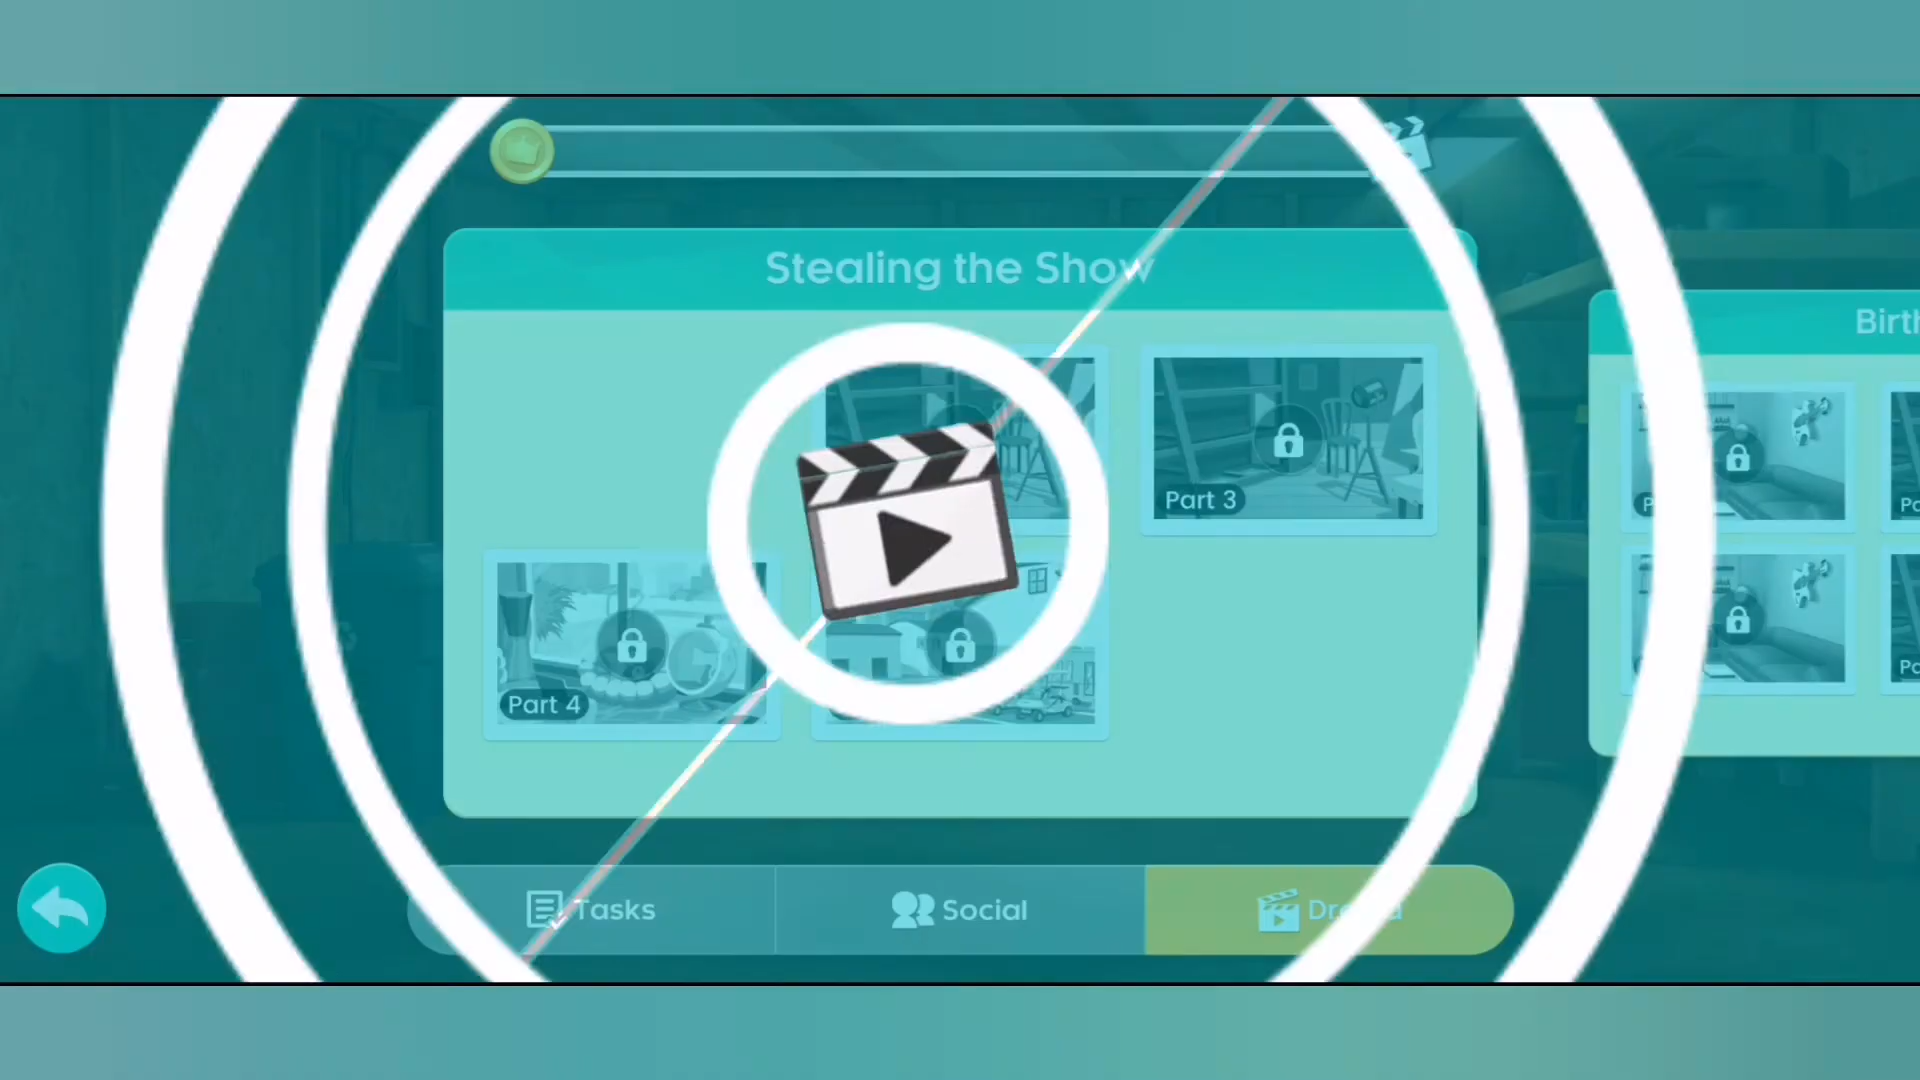 Stealing the Show
Birth
Part 3
Part 4
Tasks
Social